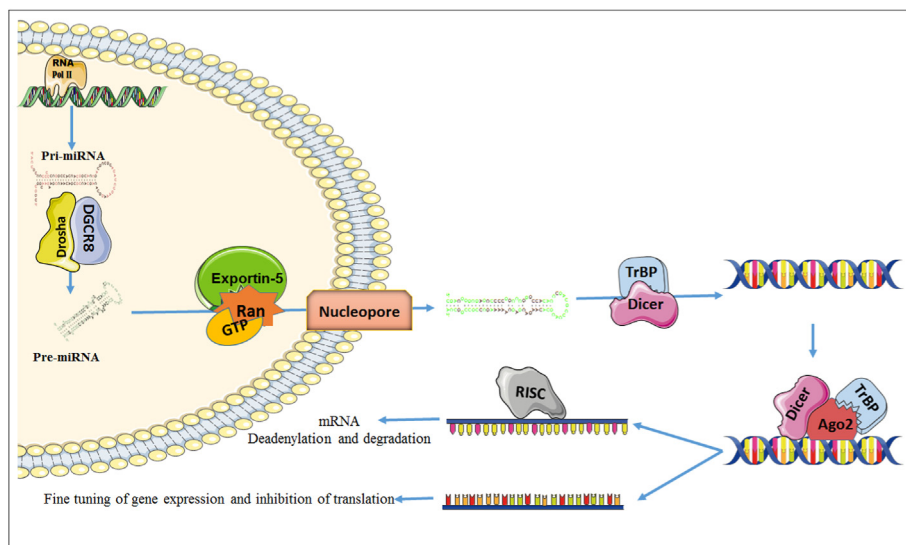 RNA
Pol II
Pri-miRNA
Drosha
DGCR8
Pre-miRNA
Exportin-5
Ran
GTP
Nucleopore
TrBP
Dicer
Dicer
TrBP
Ago2
RISC
mRNA
Deadenylation and degradation
Fine tuning of gene expression and inhibition of translation